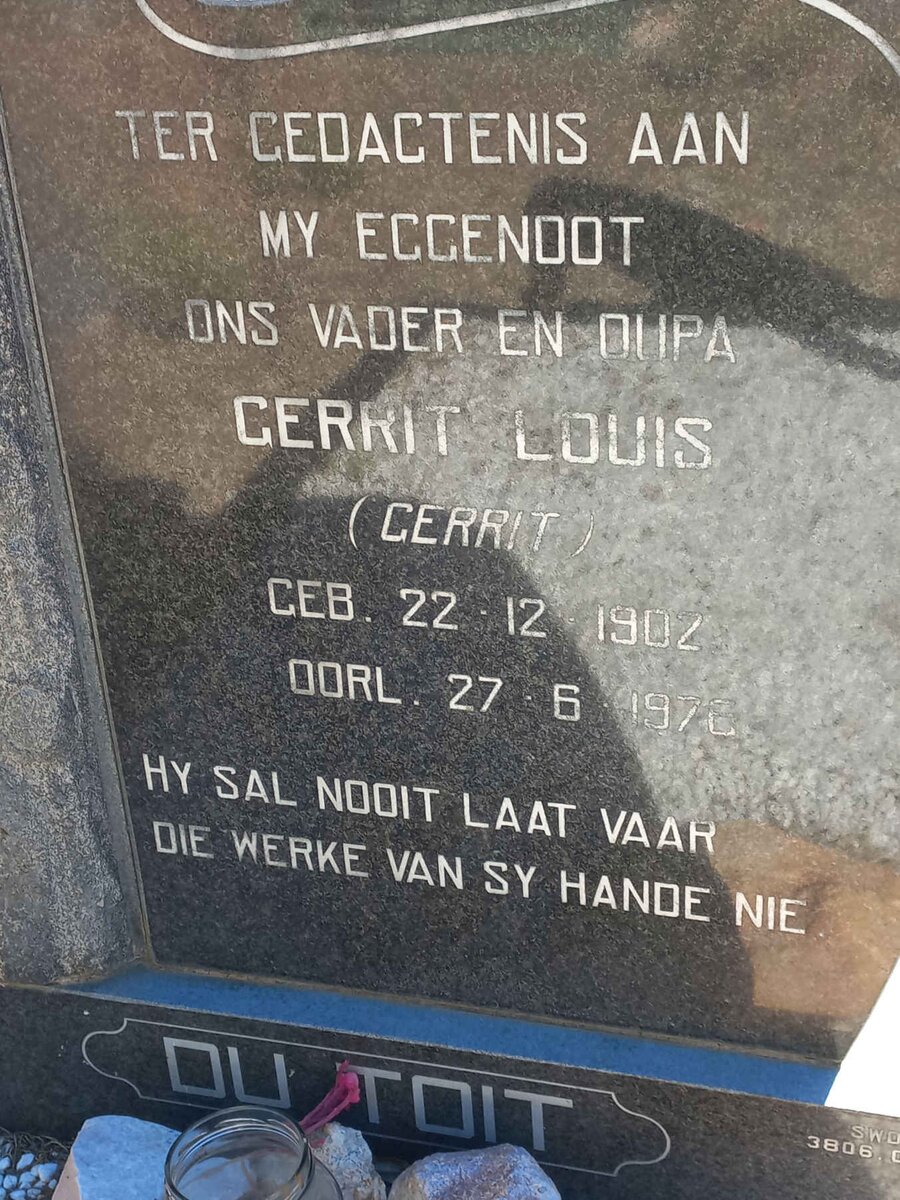 TER GEDAGTENIS AAN
MY EGGENOOT
ONS VADER EN OUPA
GERRIT LOUIS
(GERRIT)
GEB. 22-12-1902
OORL. 27-6-1976
HY SAL NOOIT LAAT VAAR
DIE WERKE VAN SY HANDE NIE
DU TOIT